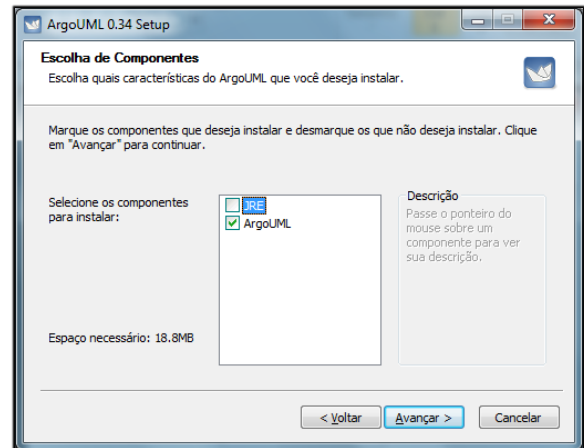 ArgoUML 0.34 Setup
Escolha de Componentes
Escolha quais características do ArgoUML que você deseja instalar.
Marque os componentes que deseja instalar e desmarque os que não deseja instalar. Clique
em "Avançar" para continuar.
Selecione os componentes
para instalar:
JRE
ArgoUML
Descrição
Passe o ponteiro do
mouse sobre um
componente para ver
sua descrição.
Espaço necessário: 18.8MB
< Voltar
Avançar >
Cancelar